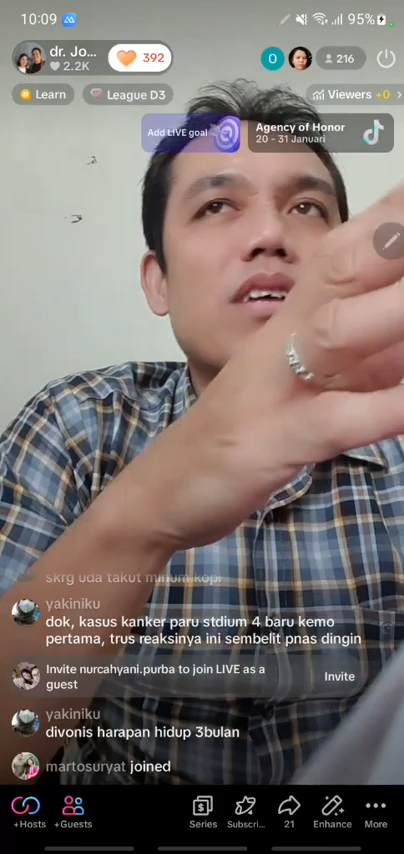 10:09
95%
dr. Jo...
2.2K
392
O
216
Learn
League D3
Viewers +0 >
Add LIVE goal
Agency of Honor
20 - 31 Januari
skrg uda takut minum kopi
yakiniku
dok, kasus kanker paru stdium 4 baru kemo
pertama, trus reaksinya ini sembelit pnas dingin
Invite nurcahyani.purba to join LIVE as a
guest
Invite
yakiniku
divonis harapan hidup 3bulan
martosuryat joined
+Hosts
+Guests
Series
Subscri...
21
Enhance
More